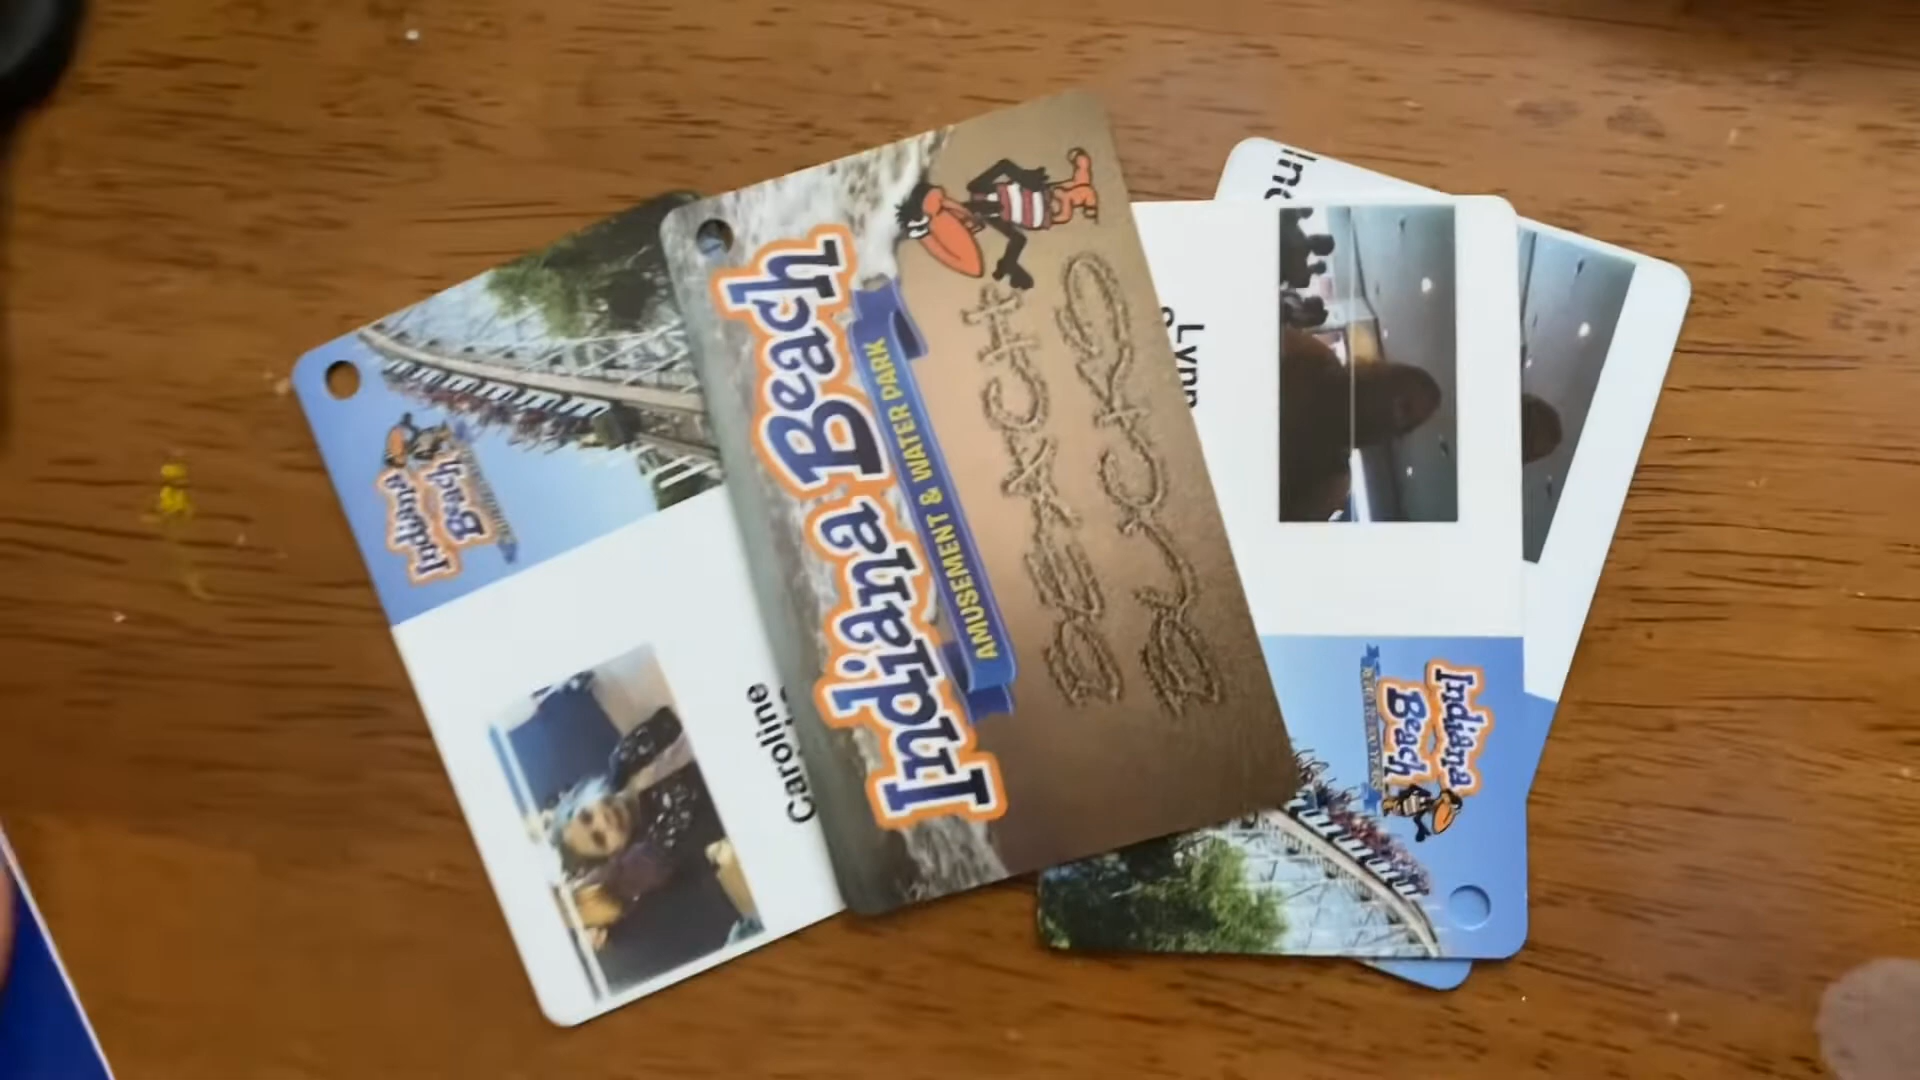 Indiana
Beach
Caroline
Indiana Beach
AMUSEMENT & WATER PARK
BEACH
BUCKS
Lynn
Indiana
Beach